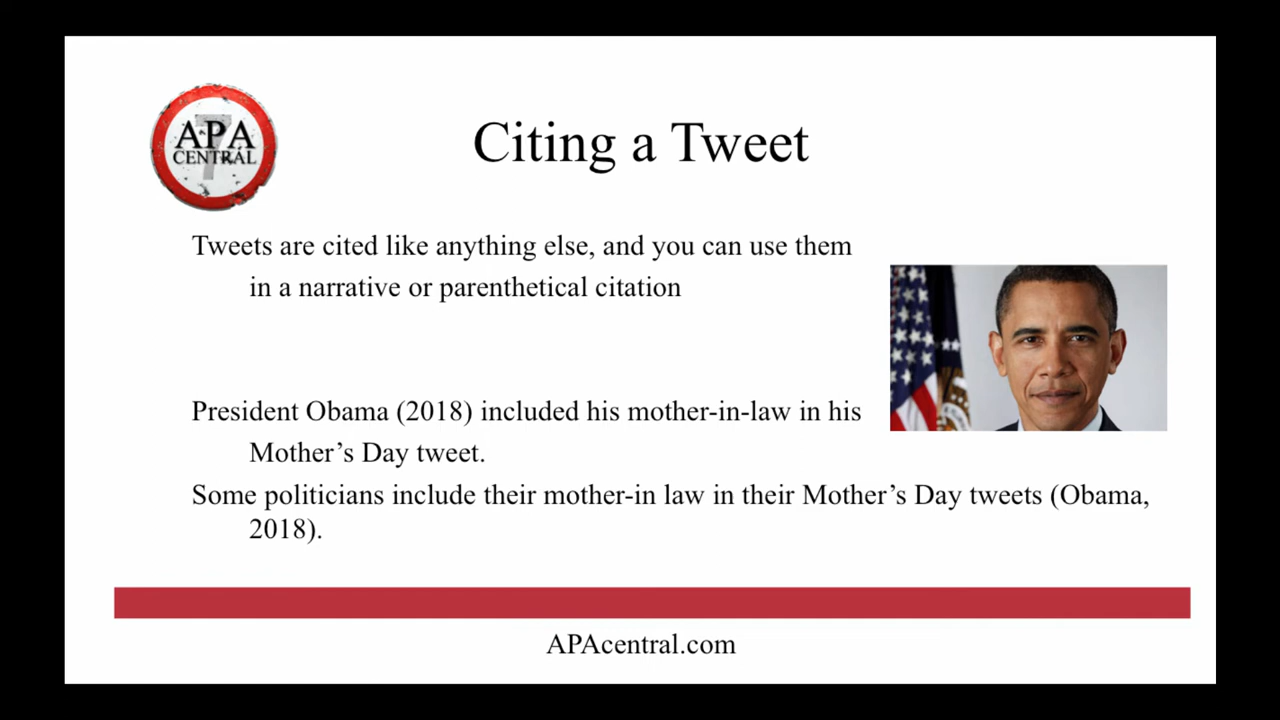 7
APA
CENTRAL
Citing a Tweet
Tweets are cited like anything else, and you can use them
in a narrative or parenthetical citation
President Obama (2018) included his mother-in-law in his
Mother’s Day tweet.
Some politicians include their mother-in law in their Mother’s Day tweets (Obama,
2018).
APAcentral.com